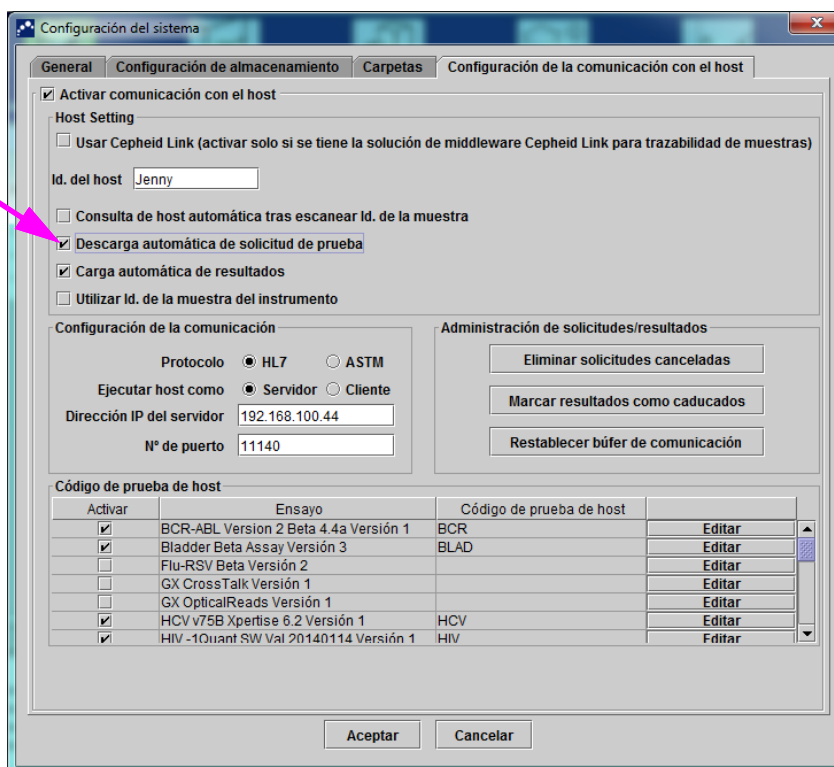 Configuración del sistema
General Configuración de almacenamiento Carpetas Configuración de la comunicación con el host
Activar comunicación con el host
Host Setting
Usar Cepheid Link (activar solo si se tiene la solución de middleware Cepheid Link para trazabilidad de muestras)
Id. del host Jenny
Consulta de host automática tras escanear Id. de la muestra
Descarga automática de solicitud de prueba
Carga automática de resultados
Utilizar Id. de la muestra del instrumento
Configuración de la comunicación
Protocolo HL7 ASTM
Ejecutar host como Servidor Cliente
Dirección IP del servidor 192.168.100.44
Nº de puerto 11140
Administración de solicitudes/resultados
Eliminar solicitudes canceladas
Marcar resultados como caducados
Restablecer búfer de comunicación
Código de prueba de host
Activar Ensayo Código de prueba de host
BCR-ABL Version 2 Beta 4.4a Versión 1 BCR Editar
Bladder Beta Assay Versión 3 BLAD Editar
Flu-RSV Beta Versión 2 Editar
GX CrossTalk Versión 1 Editar
GX OpticalReads Versión 1 Editar
HCV v75B Xpertise 6.2 Versión 1 HCV Editar
HIV -1Quant SW Val 20140114 Versión 1 HIV Editar
Aceptar Cancelar